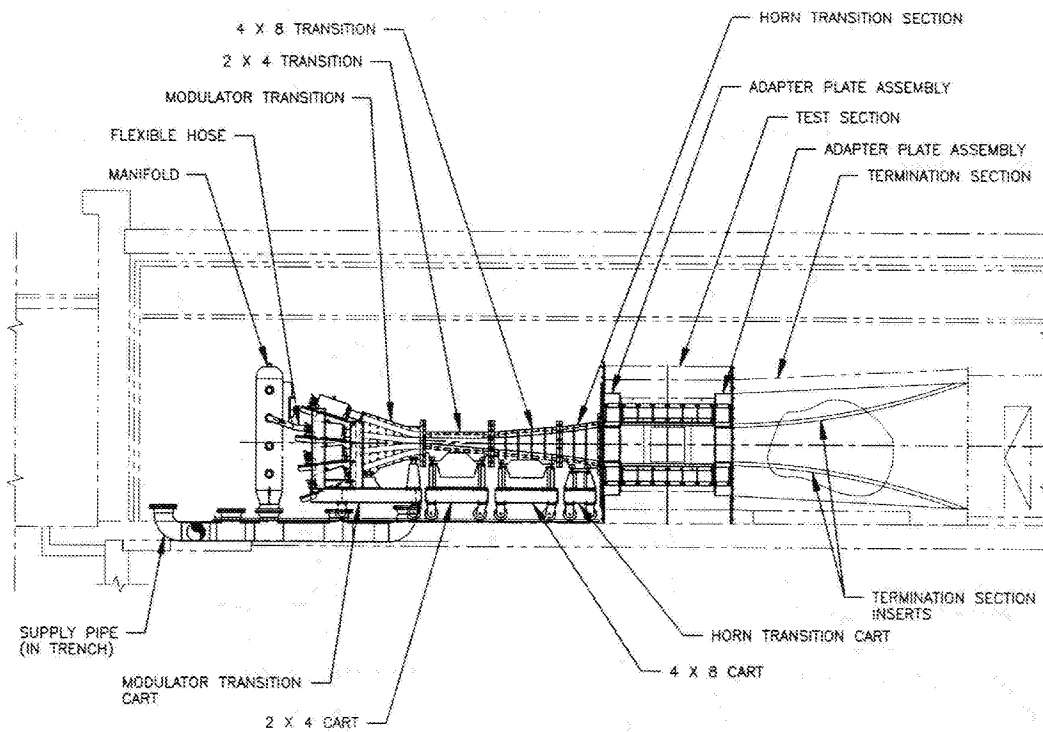 4 X 8 TRANSITION
HORN TRANSITION SECTION
2 X 4 TRANSITION
ADAPTER PLATE ASSEMBLY
MODULATOR TRANSITION
TEST SECTION
FLEXIBLE HOSE
ADAPTER PLATE ASSEMBLY
MANIFOLD
TERMINATION SECTION
TERMINATION SECTION
INSERTS
SUPPLY PIPE
(IN TRENCH)
HORN TRANSITION CART
4 X 8 CART
MODULATOR TRANSITION
CART
2 X 4 CART